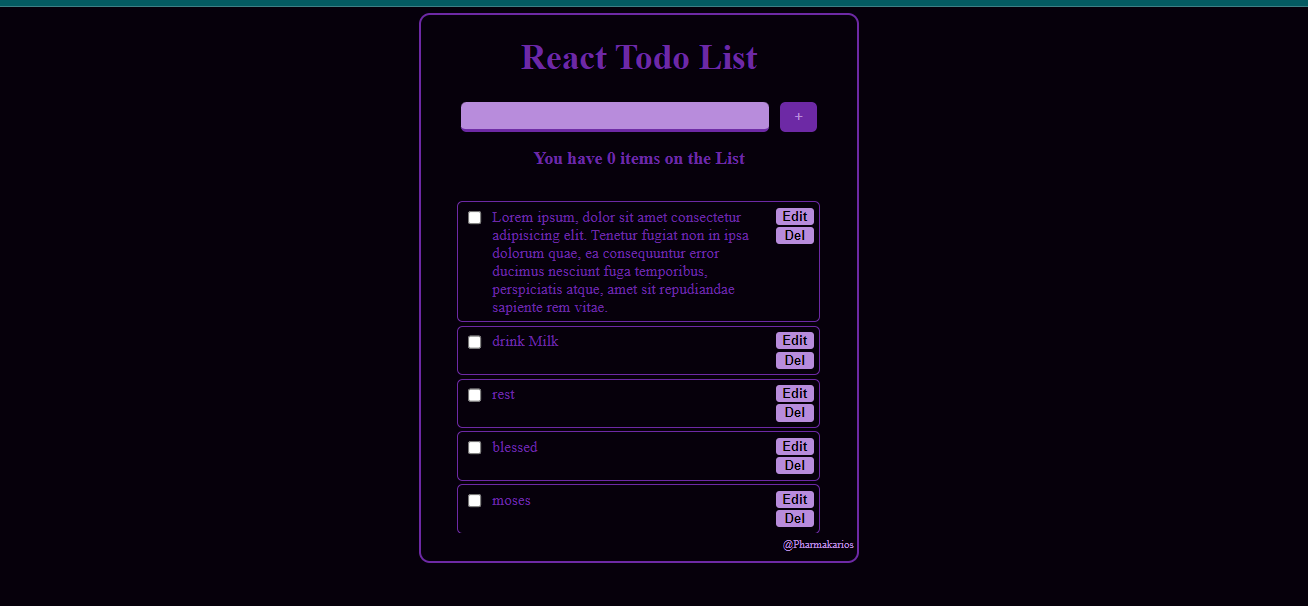 React Todo List
+
You have 0 items on the List
Lorem ipsum, dolor sit amet consectetur
adipisicing elit. Tenetur fugiat non in ipsa
dolorum quae, ea consequuntur error
ducimus nesciunt fuga temporibus,
perspiciatis atque, amet sit repudiandae
sapiente rem vitae.
Edit
Del
drink Milk
Edit
Del
rest
Edit
Del
blessed
Edit
Del
moses
Edit
Del
@Pharmakarios